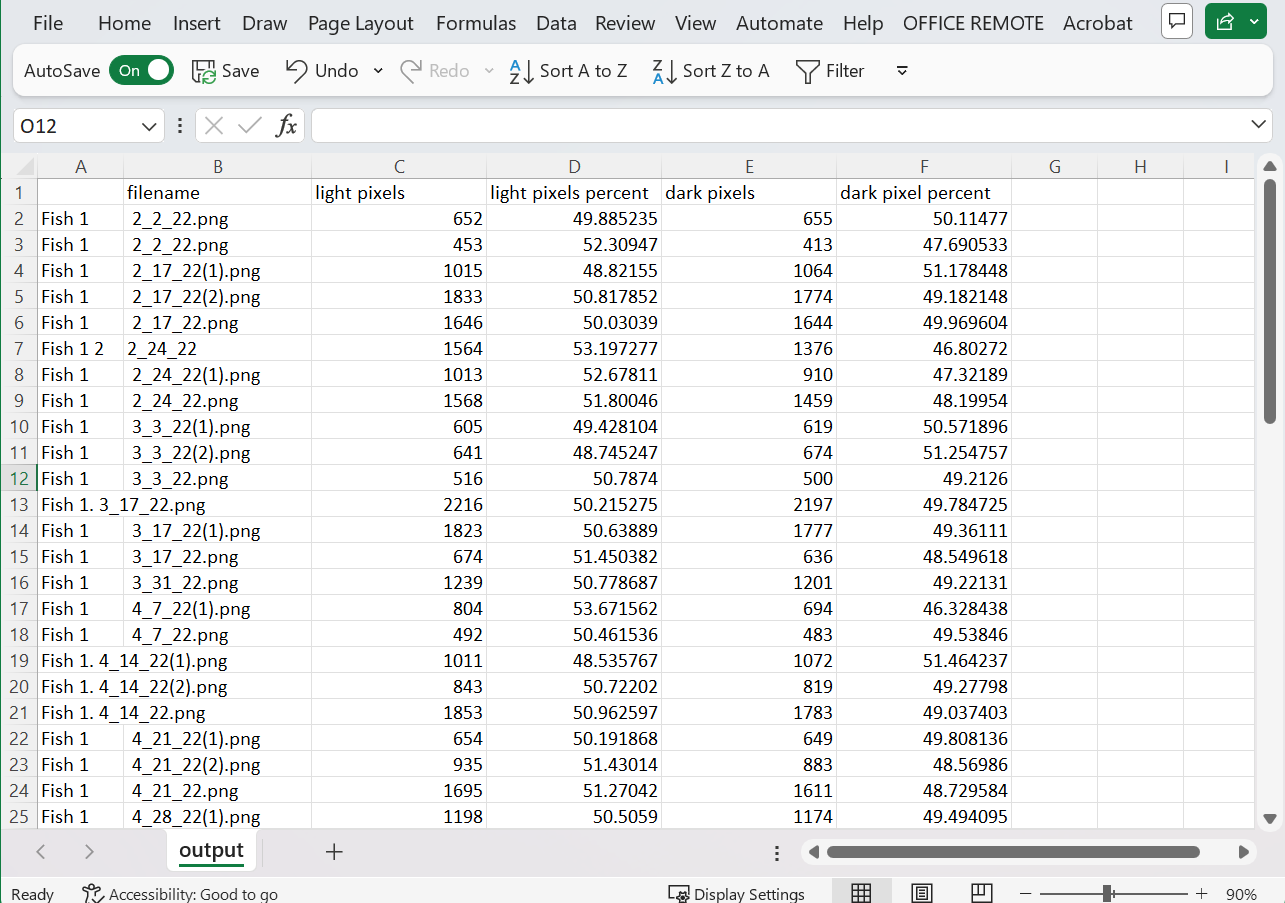 File Home Insert Draw Page Layout Formulas Data Review View Automate Help OFFICE REMOTE Acrobat
AutoSave On Save Undo Redo Sort A to Z Sort Z to A Filter
O12 fx
A B C D E F G H I
1 filename light pixels light pixels percent dark pixels dark pixel percent
2 Fish 1 2_2_22.png 652 49.885235 655 50.11477
3 Fish 1 2_2_22.png 453 52.30947 413 47.690533
4 Fish 1 2_17_22(1).png 1015 48.82155 1064 51.178448
5 Fish 1 2_17_22(2).png 1833 50.817852 1774 49.182148
6 Fish 1 2_17_22.png 1646 50.03039 1644 49.969604
7 Fish 1 2 2_24_22 1564 53.197277 1376 46.80272
8 Fish 1 2_24_22(1).png 1013 52.67811 910 47.32189
9 Fish 1 2_24_22.png 1568 51.80046 1459 48.19954
10 Fish 1 3_3_22(1).png 605 49.428104 619 50.571896
11 Fish 1 3_3_22(2).png 641 48.745247 674 51.254757
12 Fish 1 3_3_22.png 516 50.7874 500 49.2126
13 Fish 1. 3_17_22.png 2216 50.215275 2197 49.784725
14 Fish 1 3_17_22(1).png 1823 50.63889 1777 49.36111
15 Fish 1 3_17_22.png 674 51.450382 636 48.549618
16 Fish 1 3_31_22.png 1239 50.778687 1201 49.22131
17 Fish 1 4_7_22(1).png 804 53.671562 694 46.328438
18 Fish 1 4_7_22.png 492 50.461536 483 49.53846
19 Fish 1. 4_14_22(1).png 1011 48.535767 1072 51.464237
20 Fish 1. 4_14_22(2).png 843 50.72202 819 49.27798
21 Fish 1. 4_14_22.png 1853 50.962597 1783 49.037403
22 Fish 1 4_21_22(1).png 654 50.191868 649 49.808136
23 Fish 1 4_21_22(2).png 935 51.43014 883 48.56986
24 Fish 1 4_21_22.png 1695 51.27042 1611 48.729584
25 Fish 1 4_28_22(1).png 1198 50.5059 1174 49.494095
output
Ready Accessibility: Good to go Display Settings 90%